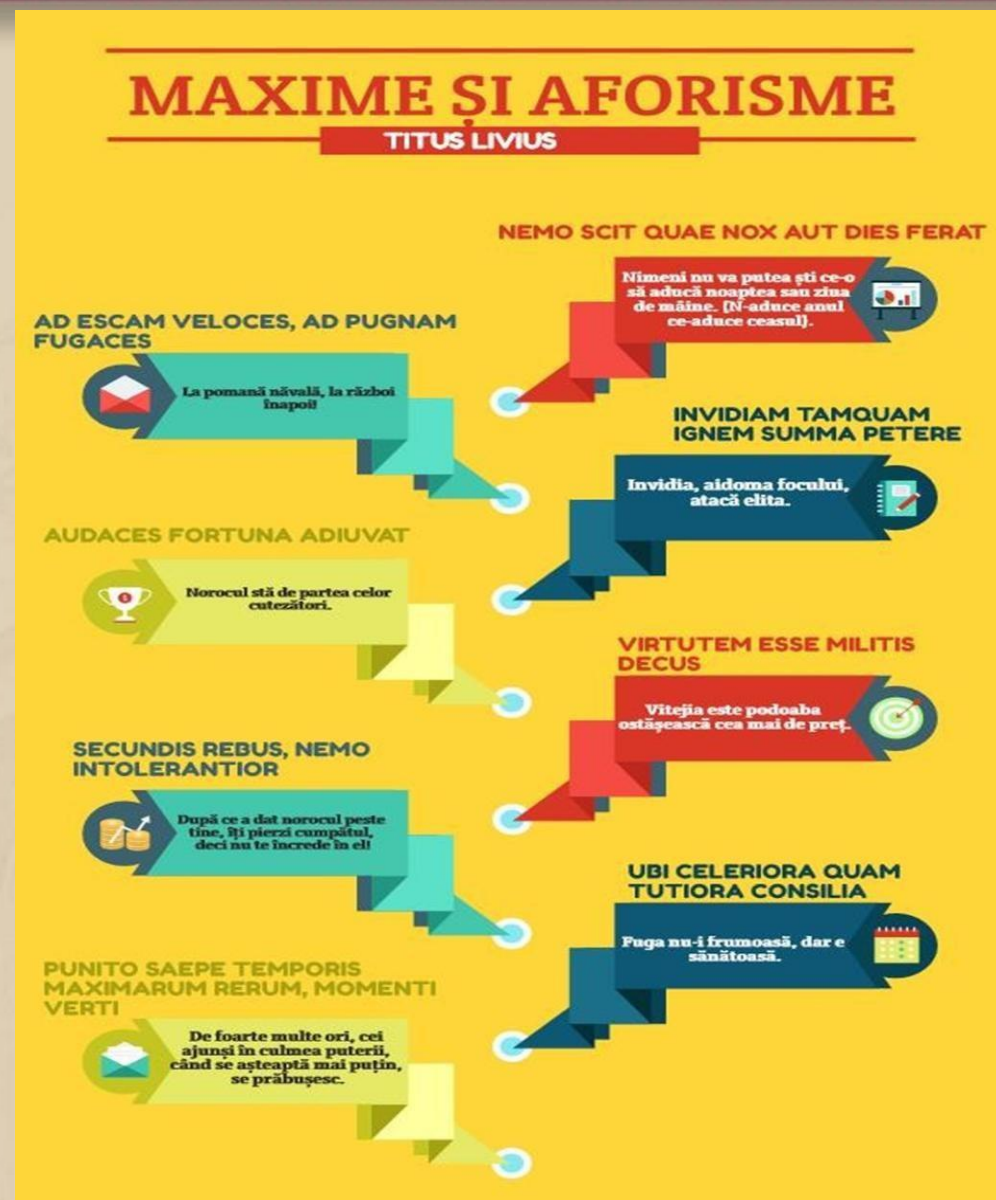 MAXIME ȘI AFORISME
TITUS LIVIUS
NEMO SCIT QUAE NOX AUT DIES FERAT
Nimeni nu va putea ști ce-o
să aducă noaptea sau ziua
de mâine. (N-aduce anul
ce-aduce ceasul).
AD ESCAM VELOCES, AD PUGNAM
FUGACES
La pomană năvală, la război
înapoi!
INVIDIAM TAMQUAM
IGNEM SUMMA PETERE
Invidia, aidoma focului,
atacă elita.
AUDACES FORTUNA ADIUVAT
Norocul stă de partea celor
cutezători.
VIRTUTEM ESSE MILITIS
DECUS
Vitejia este podoaba
ostășească cea mai de preț.
SECUNDIS REBUS, NEMO
INTOLERANTIOR
După ce a dat norocul peste
tine, îți pierzi cumpătul,
deci nu te încrede în el!
UBI CELERIORA QUAM
TUTIORA CONSILIA
Fuga nu-i frumoasă, dar e
sănătoasă.
PUNITO SAEPE TEMPORIS
MAXIMARUM RERUM, MOMENTI
VERTI
De foarte multe ori, cei
ajunși în culmea puterii,
când se așteaptă mai puțin,
se prăbușesc.